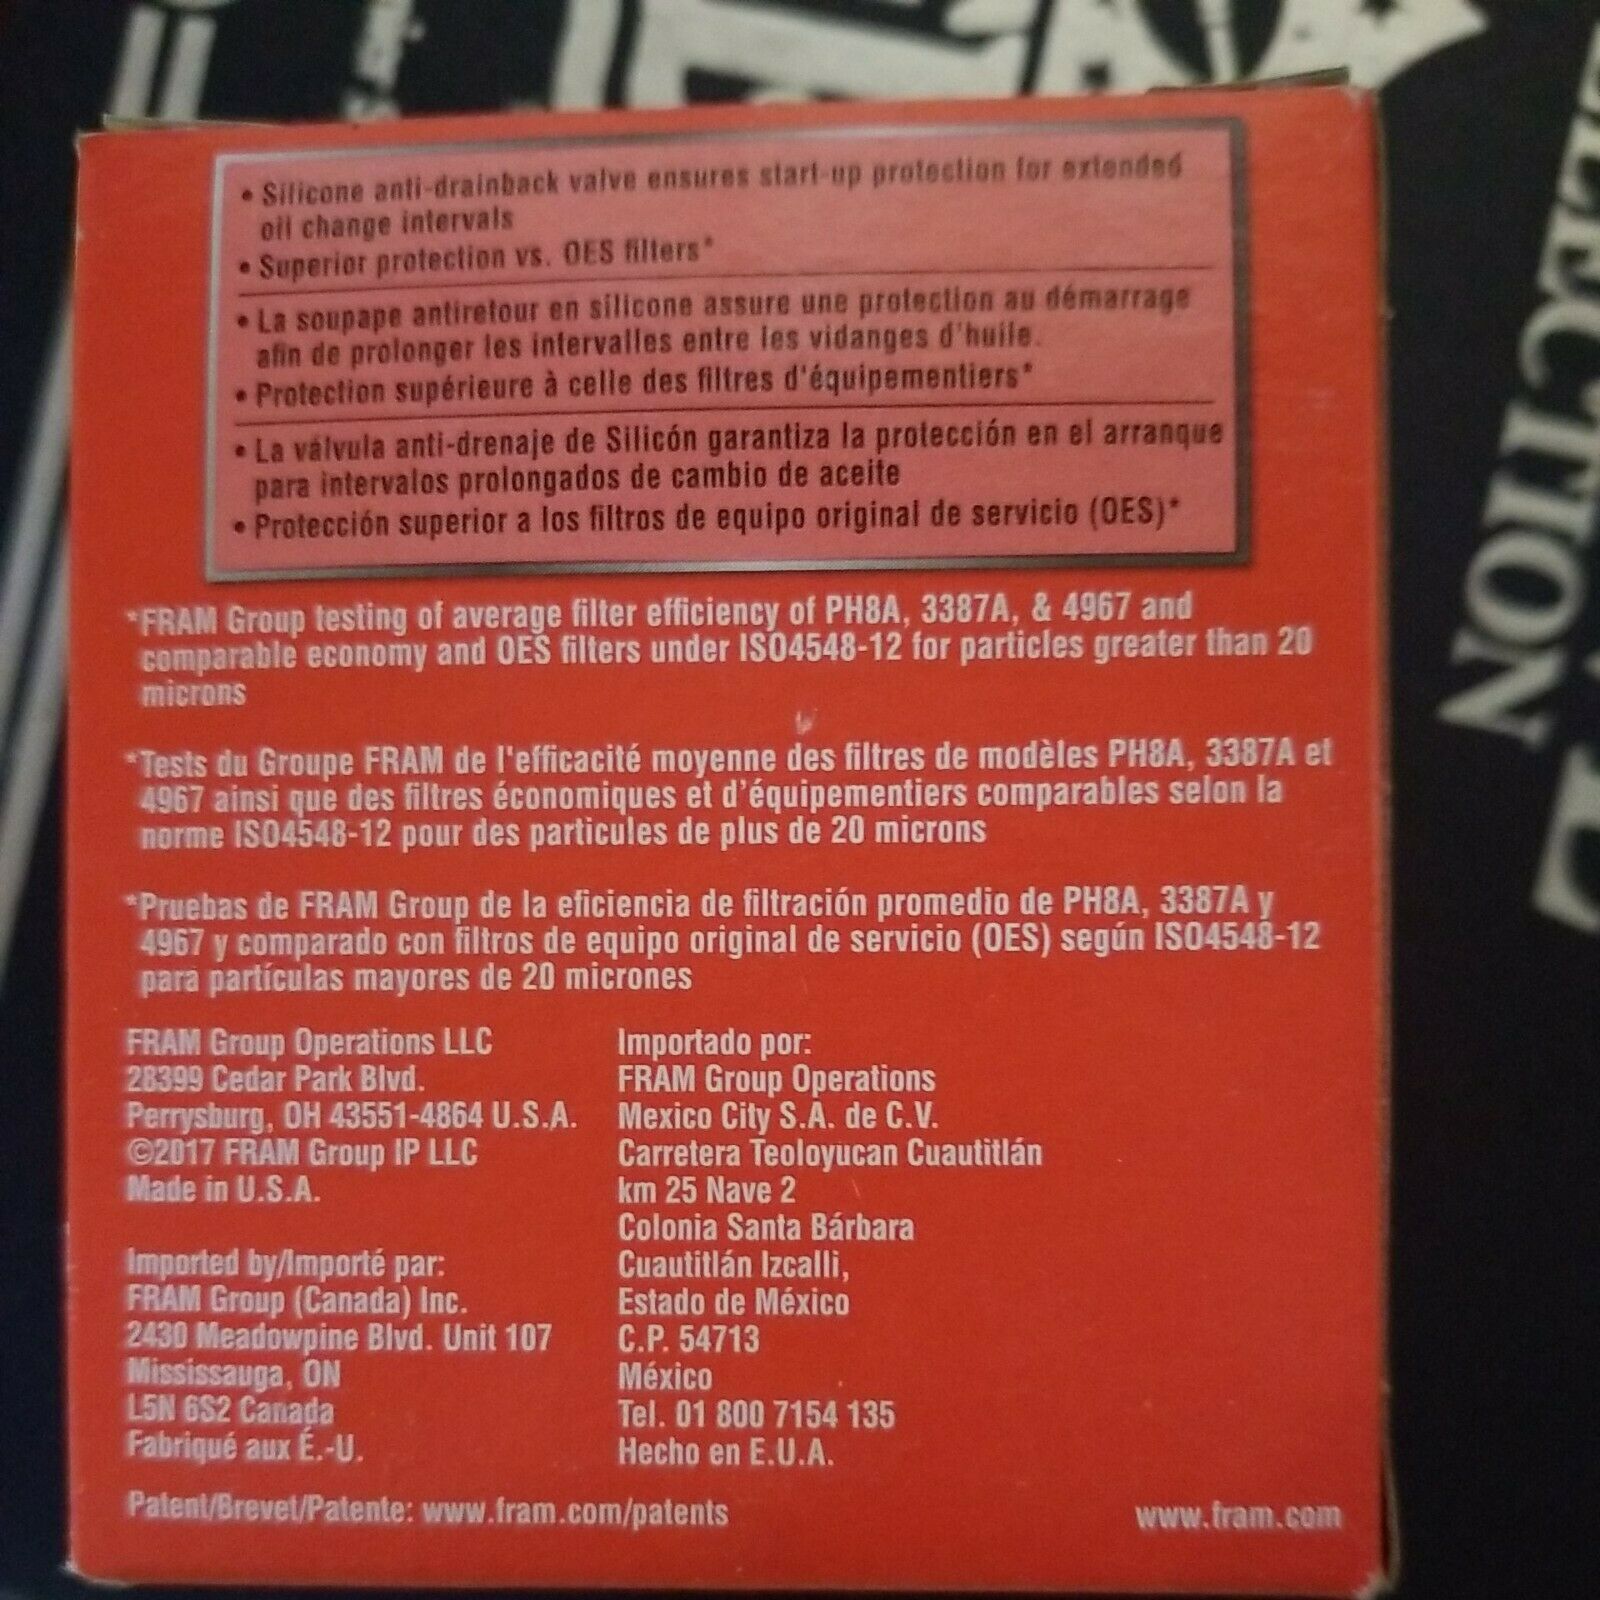 • Silicone anti-drainback valve ensures start-up protection for extended
oil change intervals
• Superior protection vs. OES filters*
• La soupape antiretour en silicone assure une protection au démarrage
afin de prolonger les intervalles entre les vidanges d'huile.
• Protection supérieure à celle des filtres d'équipementiers*
• La válvula anti-drenaje de Silicón garantiza la protección en el arranque
para intervalos prolongados de cambio de aceite
• Protección superior a los filtros de equipo original de servicio (OES)*
*FRAM Group testing of average filter efficiency of PH8A, 3387A, & 4967 and
comparable economy and OES filters under ISO4548-12 for particles greater than 20
microns
*Tests du Groupe FRAM de l'efficacité moyenne des filtres de modèles PH8A, 3387A et
4967 ainsi que des filtres économiques et d'équipementiers comparables selon la
norme ISO4548-12 pour des particules de plus de 20 microns
*Pruebas de FRAM Group de la eficiencia de filtración promedio de PH8A, 3387A y
4967 y comparado con filtros de equipo original de servicio (OES) según ISO4548-12
para partículas mayores de 20 micrones
FRAM Group Operations LLC
28399 Cedar Park Blvd.
Perrysburg, OH 43551-4864 U.S.A.
©2017 FRAM Group IP LLC
Made in U.S.A.
Imported by/Importé par:
FRAM Group (Canada) Inc.
2430 Meadowpine Blvd. Unit 107
Mississauga, ON
L5N 6S2 Canada
Fabriqué aux É.-U.
Importado por:
FRAM Group Operations
Mexico City S.A. de C.V.
Carretera Teoloyucan Cuautitlán
km 25 Nave 2
Colonia Santa Bárbara
Cuautitlán Izcalli,
Estado de México
C.P. 54713
México
Tel. 01 800 7154 135
Hecho en E.U.A.
Patent/Brevet/Patente: www.fram.com/patents
www.fram.com